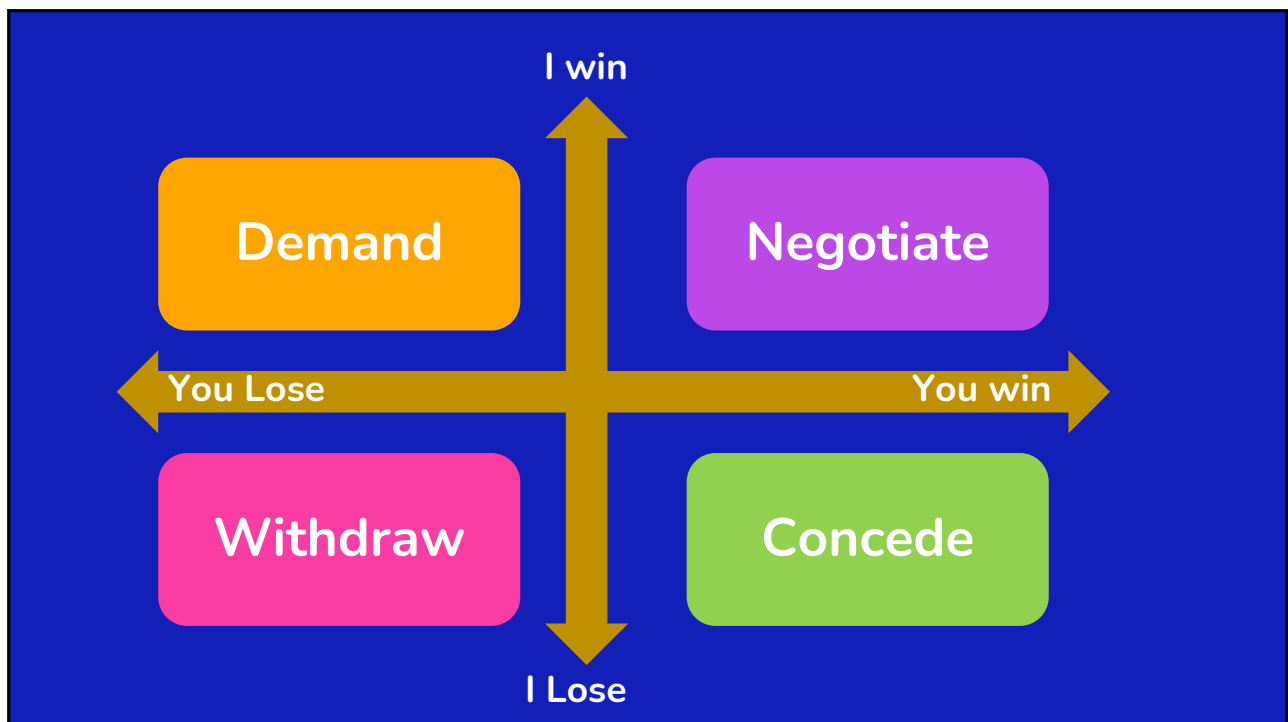 I win
Demand
Negotiate
You Lose
You win
Withdraw
Concede
I Lose